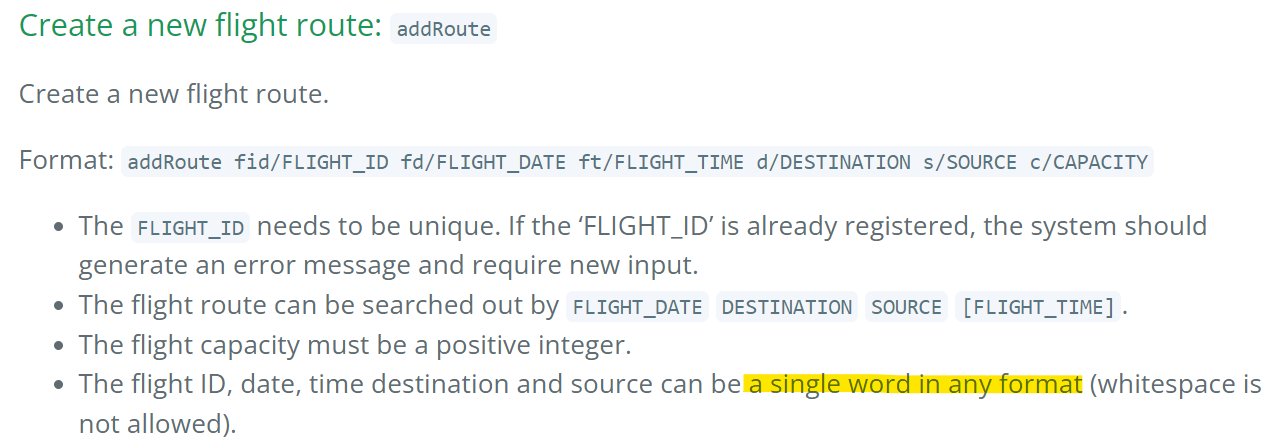 Create a new flight route: addRoute
Create a new flight route.
Format: addRoute fid/FLIGHT_ID fd/FLIGHT_DATE ft/FLIGHT_TIME d/DESTINATION s/SOURCE c/CAPACITY
• The FLIGHT_ID needs to be unique. If the ‘FLIGHT_ID’ is already registered, the system should
generate an error message and require new input.
• The flight route can be searched out by FLIGHT_DATE DESTINATION SOURCE [FLIGHT_TIME].
• The flight capacity must be a positive integer.
• The flight ID, date, time destination and source can be a single word in any format (whitespace is
not allowed).